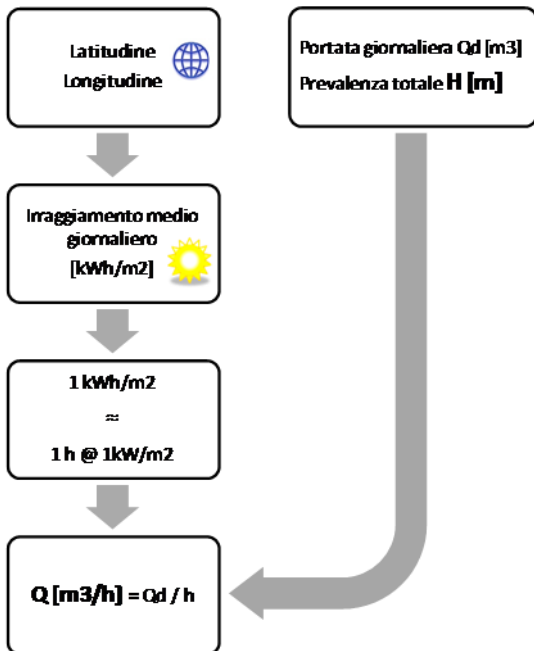 Latitudine
Longitudine
Portata giornaliera Qd [m3]
Prevalenza totale H [m]
Irraggiamento medio
giornaliero
[kWh/m2]
1 kWh/m2
≈
1 h @ 1kW/m2
Q [m3/h] = Qd / h